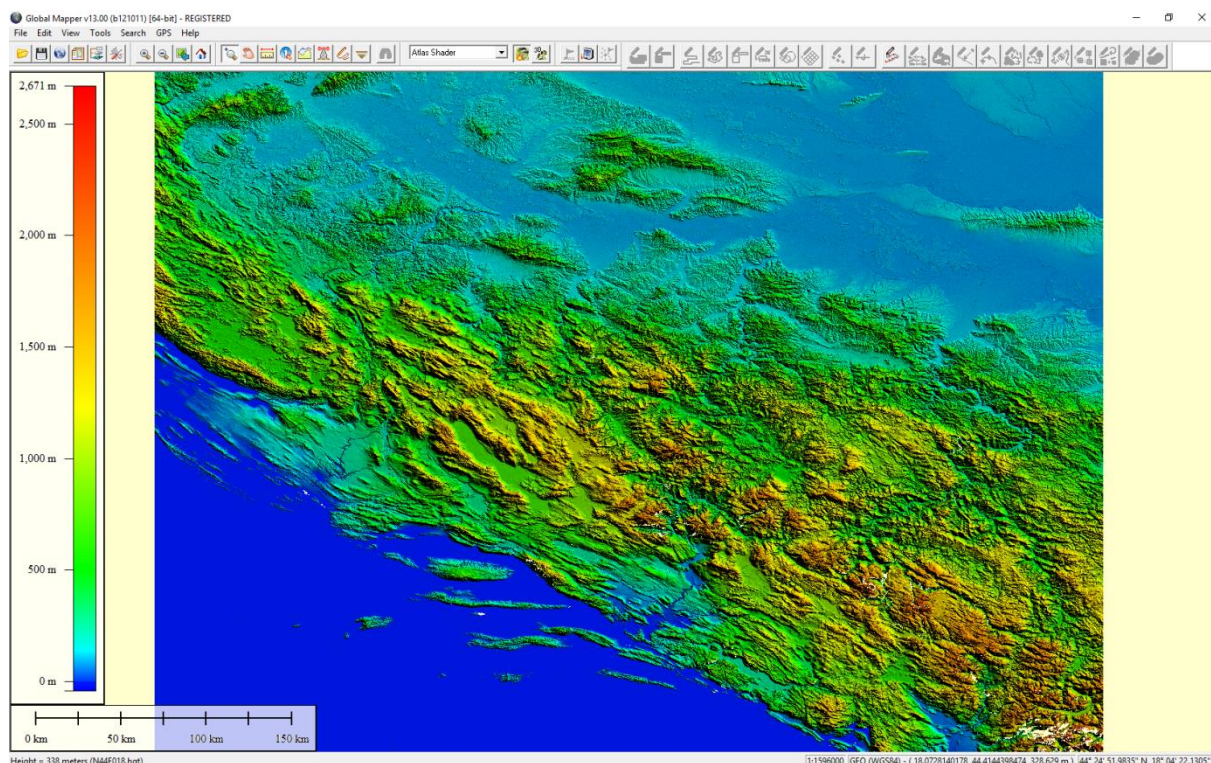 Global Mapper v13.00 (b121011) [64-bit] - REGISTERED
File Edit View Tools Search GPS Help
Atlas Shader
2,671 m
2,500 m
2,000 m
1,500 m
1,000 m
500 m
0 m
0 km 50 km 100 km 150 km
Height = 338 meters (N44E018.hgt)
1:1596000 GEO (WGS84) - ( 18.0728140178, 44.4144398474, 328.629 m ) 44° 24' 51.9835" N, 18° 04' 22.1305"